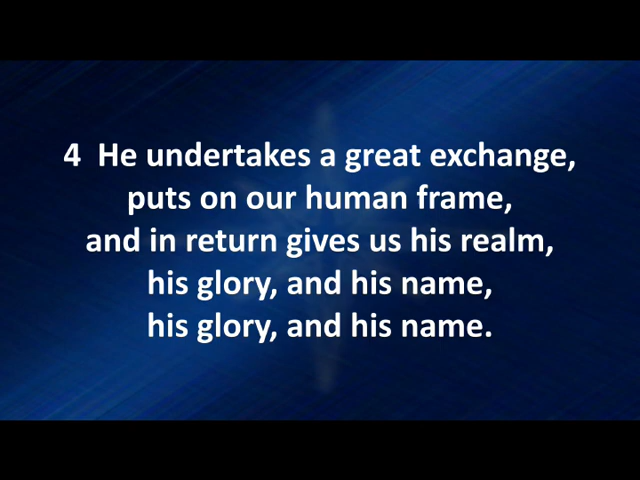 4 He undertakes a great exchange,
puts on our human frame,
and in return gives us his realm,
his glory, and his name,
his glory, and his name.